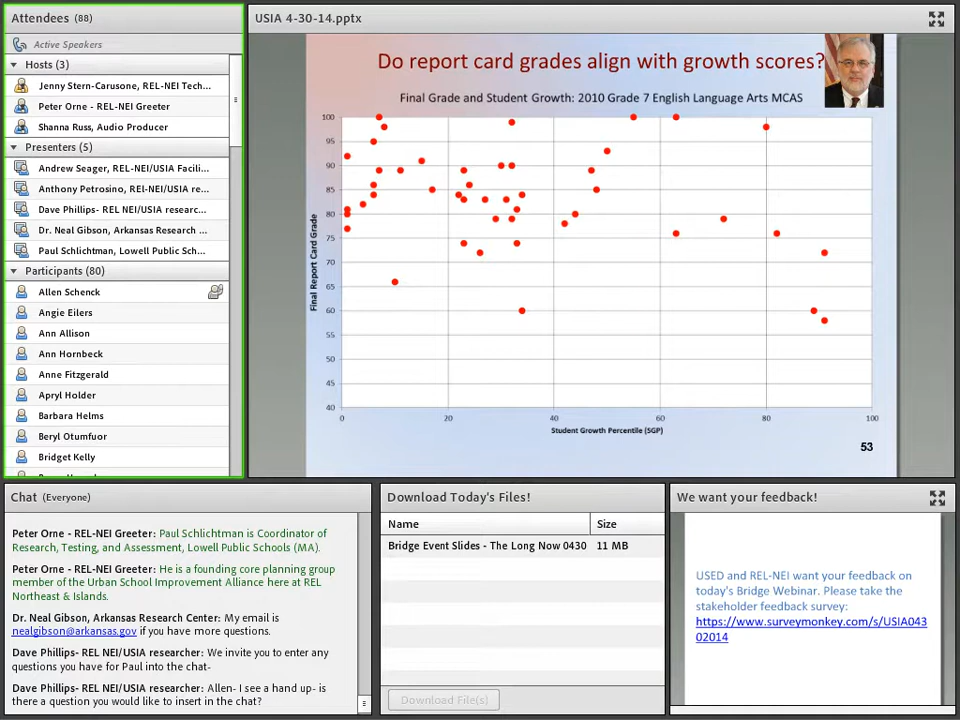 Attendees (88)
Active Speakers
Hosts (3)
Jenny Stern-Carusone, REL-NEI Tech...
Peter Orne - REL-NEI Greeter
Shanna Russ, Audio Producer
Presenters (5)
Andrew Seager, REL-NEI/USIA Facili...
Anthony Petrosino, REl-NEI/USIA re...
Dave Phillips- REL NEI/USIA researc...
Dr. Neal Gibson, Arkansas Research ...
Paul Schlichtman, Lowell Public Sch...
Participants (80)
Allen Schenck
Angie Eilers
Ann Allison
Ann Hornbeck
Anne Fitzgerald
Apryl Holder
Barbara Helms
Beryl Otumfuor
Bridget Kelly
USIA 4-30-14.pptx
Do report card grades align with growth scores?
Final Grade and Student Growth: 2010 Grade 7 English Language Arts MCAS
Final Report Card Grade
100
95
90
85
80
75
70
65
60
55
50
45
40
0 20 40 60 80 100
Student Growth Percentile (SGP)
53
Chat (Everyone)
Peter Orne - REL-NEI Greeter: Paul Schlichtman is Coordinator of
Research, Testing, and Assessment, Lowell Public Schools (MA).
Peter Orne - REL-NEI Greeter: He is a founding core planning group
member of the Urban School Improvement Alliance here at REL
Northeast & Islands.
Dr. Neal Gibson, Arkansas Research Center: My email is
nealgibson@arkansas.gov if you have more questions.
Dave Phillips- REL NEI/USIA researcher: We invite you to enter any
questions you have for Paul into the chat-
Dave Phillips- REL NEI/USIA researcher: Allen- I see a hand up- is
there a question you would like to insert in the chat?
Download Today's Files!
Name Size
Bridge Event Slides - The Long Now 0430 11 MB
Download File(s)
We want your feedback!
USED and REL-NEI want your feedback on
today's Bridge Webinar. Please take the
stakeholder feedback survey:
https://www.surveymonkey.com/s/USIA043
02014